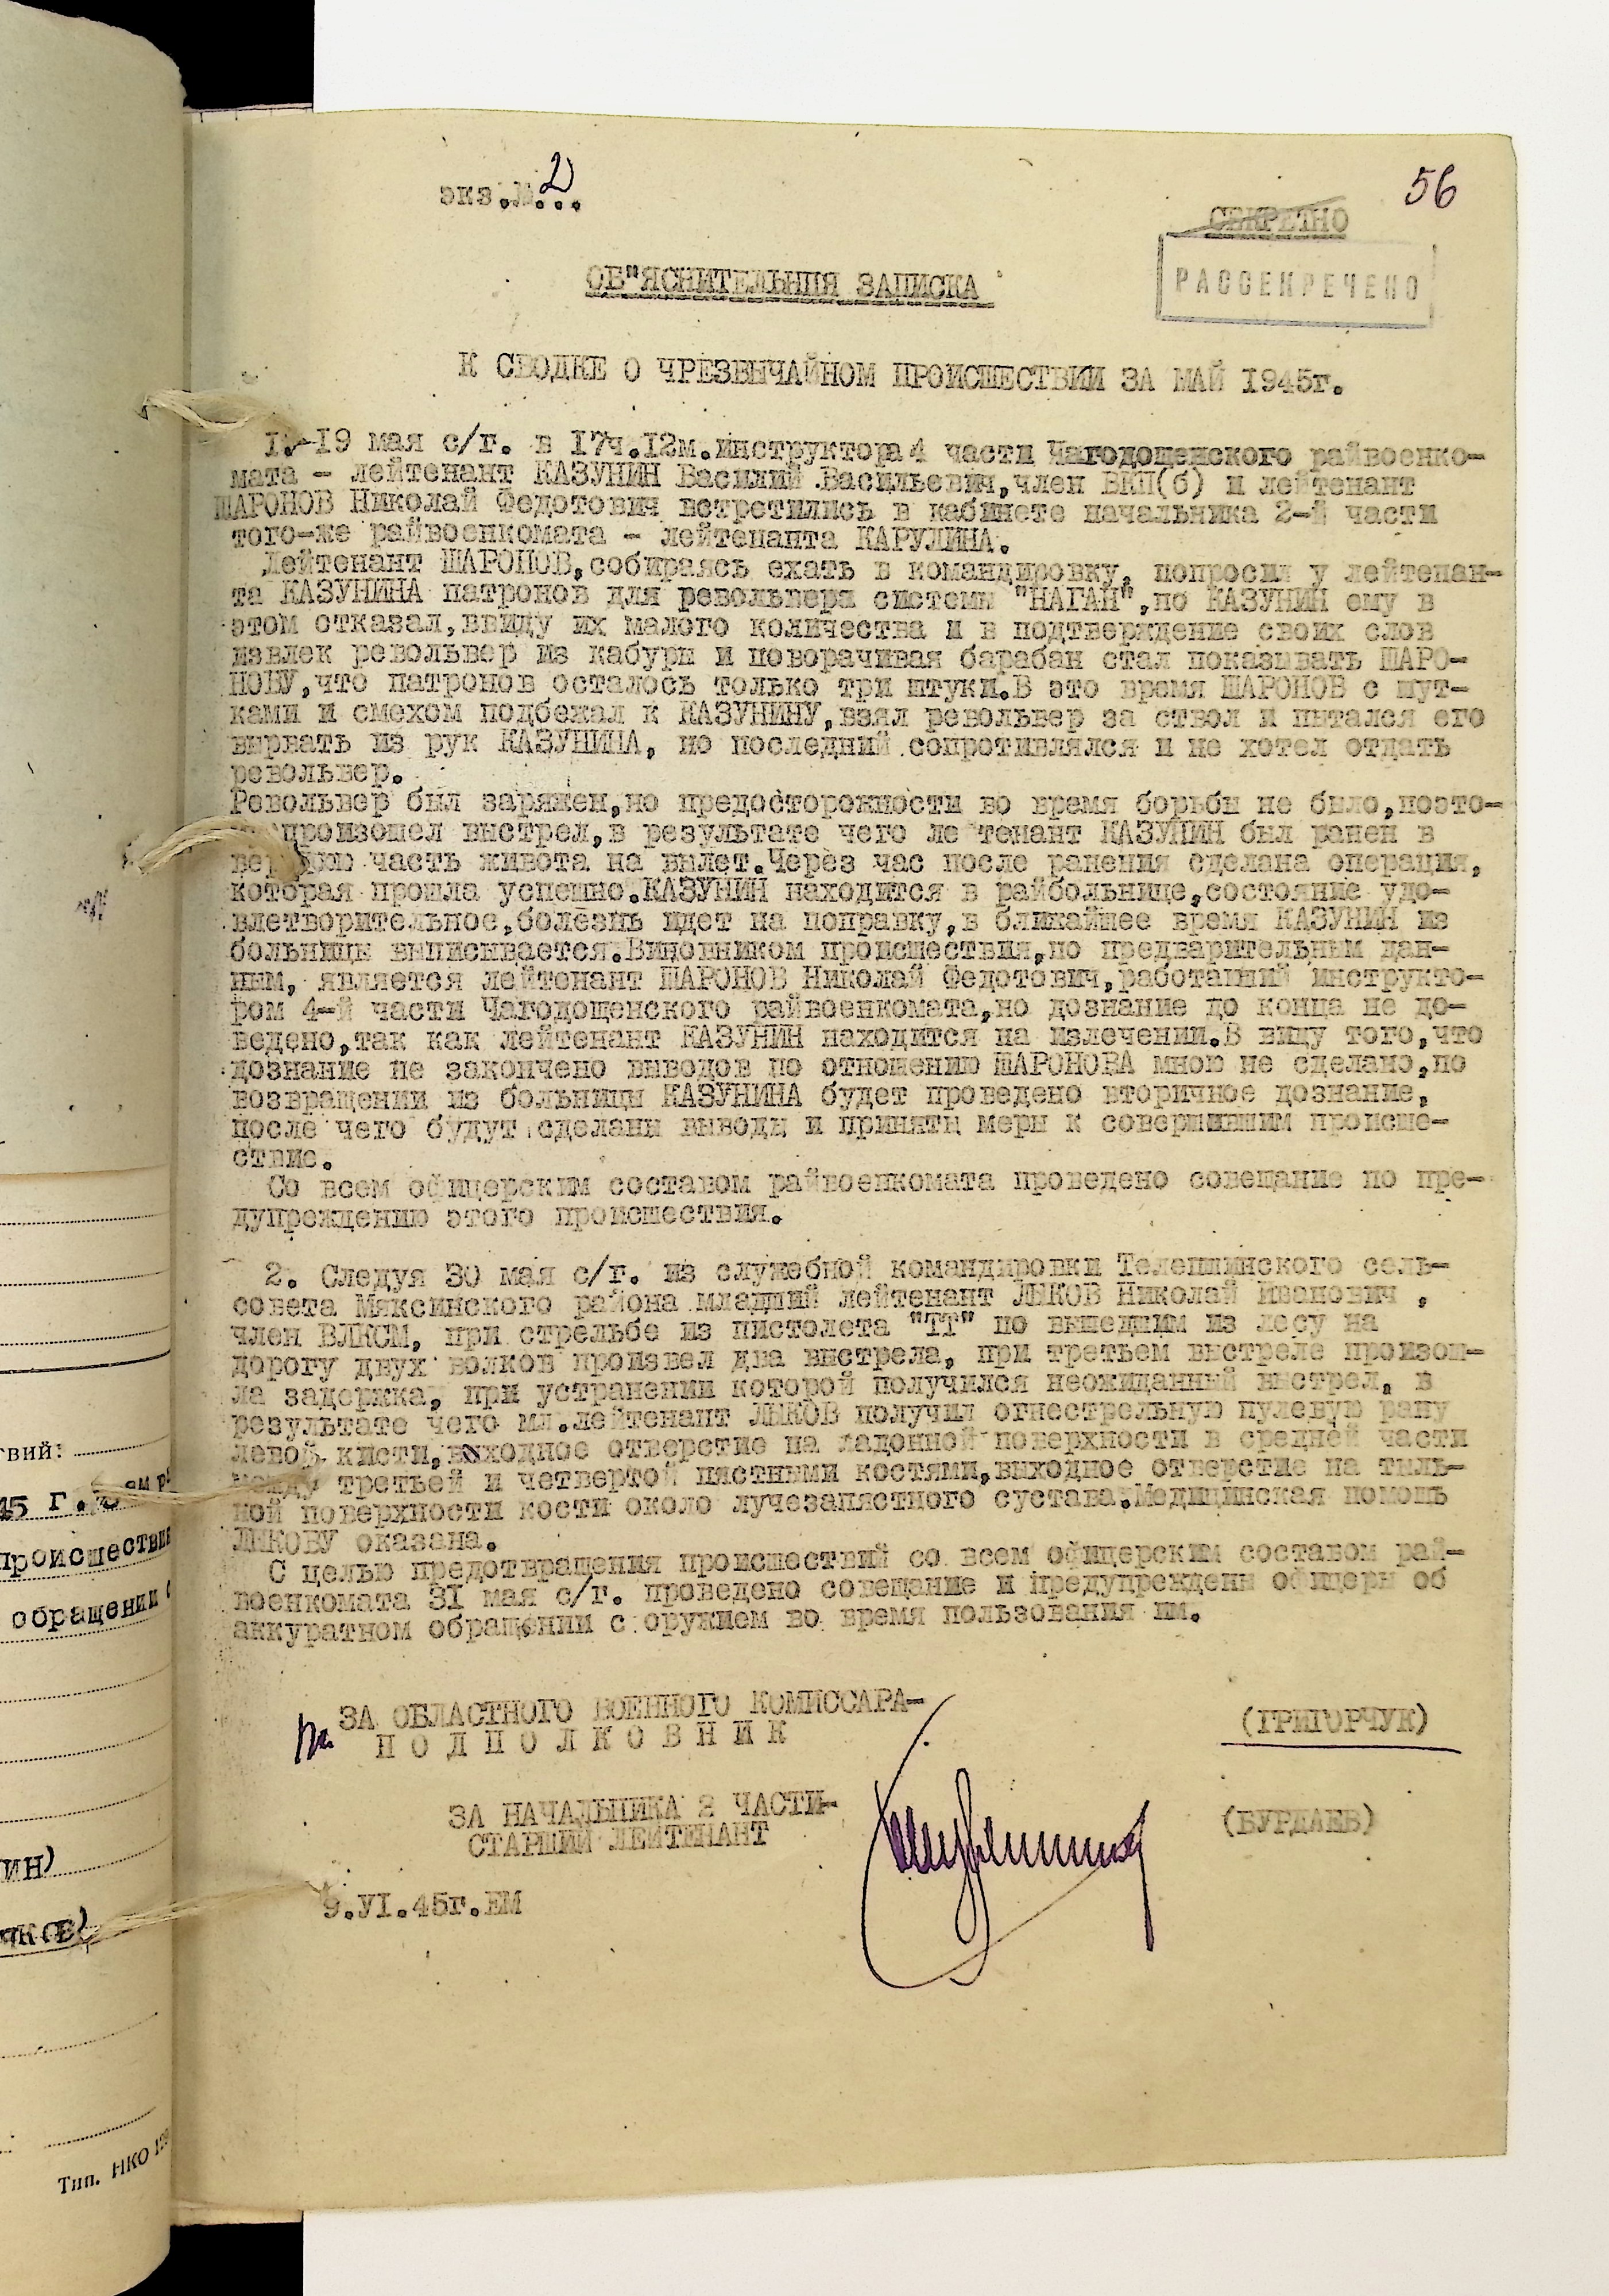 экз.№...2
56
СЕКРЕТНО
РАССЕКРЕЧЕНО
ОБ"ЯСНИТЕЛЬНЯЯ ЗАПИСКА
К СВОДКЕ О ЧРЕЗВЫЧАЙНОМ ПРОИСШЕСТВИИ ЗА МАЙ 1945г.
1.-19 мая с/г. в 17ч.12м.инструктора 4 части Чагодощенского райвоенко-
мата - лейтенант КАЗУНИН Василий Васильевич,член ВКП(б) и лейтенант
ШАРОНОВ Николай Федотович встретились в кабинете начальника 2-й части
того-же райвоенкомата - лейтенанта КАРУЛИНА.
Лейтенант ШАРОНОВ,собираясь ехать в командировку, попросил у лейтенан-
та КАЗУНИНА патронов для револьвера системы "НАГАН",но КАЗУНИН ему в
этом отказал,ввиду их малого количества и в подтверждение своих слов
извлек револьвер из кабуры и поворачивая барабан стал показывать ШАРО-
НОВУ,что патронов осталось только три штуки.В это время ШАРОНОВ с шут-
ками и смехом подбежал к КАЗУНИНУ,взял револьвер за ствол и пытался его
вырвать из рук КАЗУНИНА, но последний сопротивлялся и не хотел отдать
револьвер.
Револьвер был заряжен,но предосторожности во время борьбы не было,поэто-
произошел выстрел,в результате чего лейтенант КАЗУНИН был ранен в
верхнюю часть живота на вылет.Через час после ранения сделана операция,
которая прошла успешно.КАЗУНИН находится в райбольнице,состояние удо-
влетворительное,болезнь идет на поправку,в ближайшее время КАЗУНИН из
больницы выписывается.Виновником происшествия,по предварительным дан-
ным, является лейтенант ШАРОНОВ Николай Федотович,работавший инструкто-
ром 4-й части Чагодощенского райвоенкомата,но дознание до конца не до-
ведено,так как лейтенант КАЗУНИН находится на излечении.В виду того,что
дознание не закончено выводов по отношению ШАРОНОВА мною не сделано,по
возвращении из больницы КАЗУНИНА будет проведено вторичное дознание,
после чего будут сделаны выводы и приняты меры к совершившим происше-
ствие.
Со всем офицерским составом райвоенкомата проведено совещание по пре-
дупреждению этого происшествия.
2. Следуя 30 мая с/г. из служебной командировки Телепшинского сель-
совета Мяксинского района младший лейтенант ЛЫКОВ Николай Иванович ,
член ВЛКСМ, при стрельбе из пистолета "ТТ" по вышедшим из лесу на
дорогу двух волков произвел два выстрела, при третьем выстреле произош-
ла задержка, при устранении которой получился неожиданный выстрел, в
результате чего мл.лейтенант ЛЫКОВ получил огнестрельную пулевую рану
левой кисти,входное отверстие на ладонной поверхности в средней части
между третьей и четвертой пястными костями,выходное отверстие на тыль-
ной поверхности кости около лучезапястного сустава.Медицинская помощь
ЛЫКОВУ оказана.
С целью предотвращения происшествий со всем офицерским составом рай-
военкомата 31 мая с/г. проведено совещание и предупреждены офицеры об
аккуратном обращении с оружием во время пользования им.
ЗА ОБЛАСТНОГО ВОЕННОГО КОМИССАРА-
П О Д П О Л К О В Н И К
(ГРИГОРЧУК)
ЗА НАЧАЛЬНИКА 2 ЧАСТИ-
СТАРШИЙ ЛЕЙТЕНАНТ
(БУРДАЕВ)
9.УІ.45г.ЕМ
твий:
45 г.
происшестви
обращении
ин)
Тип. НКО